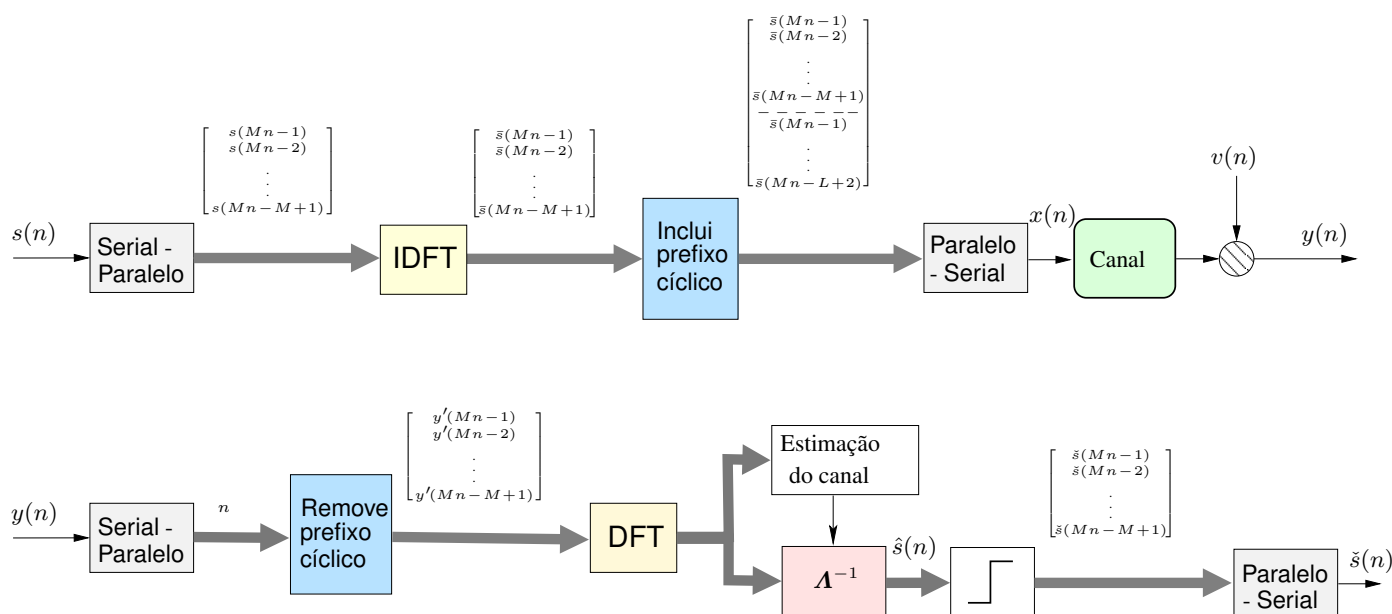 s̄(Mn−1)
s̄(Mn−2)
.
.
.
s̄(Mn−M+1)
− − − − − −
s̄(Mn−1)
.
.
.
s̄(Mn−L+2)
s(Mn−1)
s(Mn−2)
.
.
.
s(Mn−M+1)
s̄(Mn−1)
s̄(Mn−2)
.
.
.
s̄(Mn−M+1)
s(n)
Serial -
Paralelo
IDFT
Inclui
prefixo
cíclico
Paralelo
- Serial
x(n)
Canal
v(n)
y(n)
y(n)
Serial -
Paralelo
n
Remove
prefixo
cíclico
y′(Mn−1)
y′(Mn−2)
.
.
.
y′(Mn−M+1)
DFT
Estimação
do canal
Λ⁻¹
ŝ(n)
š(Mn−1)
š(Mn−2)
.
.
.
š(Mn−M+1)
Paralelo
- Serial
š(n)